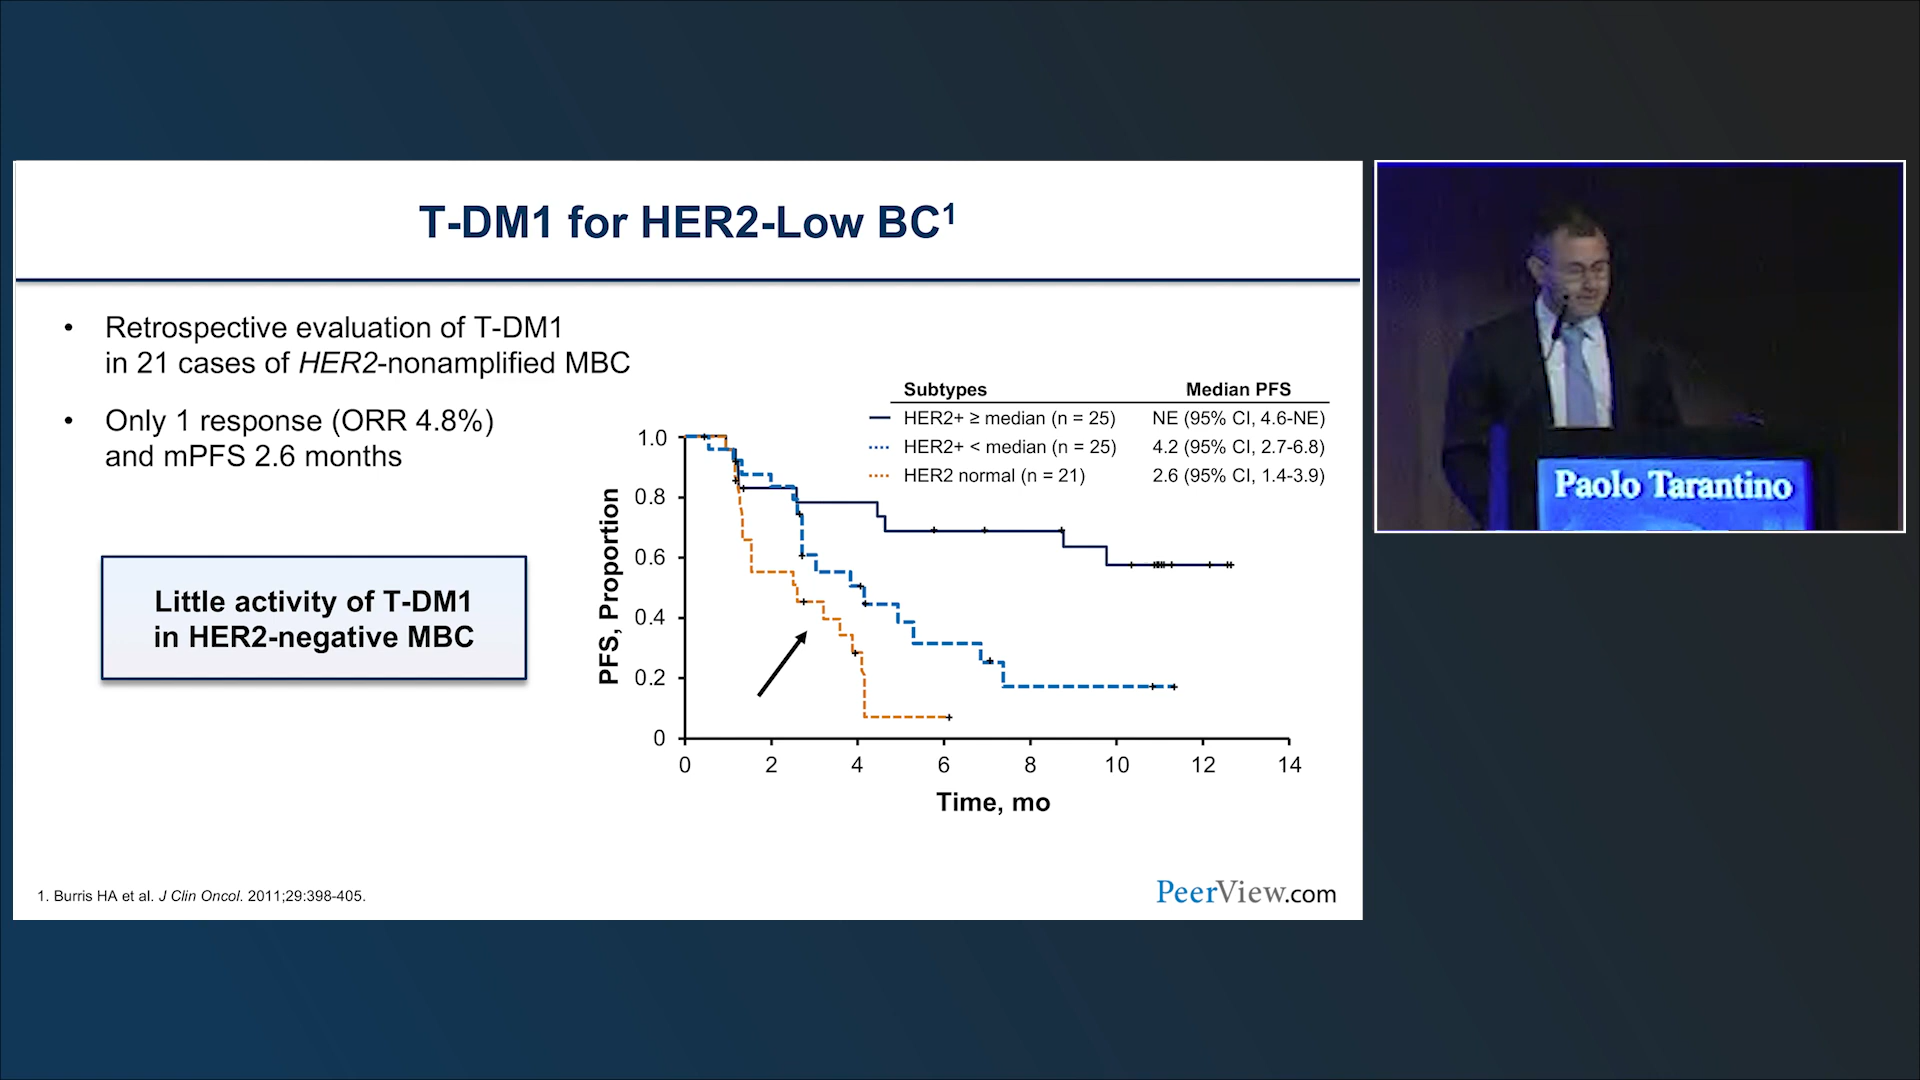 T-DM1 for HER2-Low BC1
• Retrospective evaluation of T-DM1
in 21 cases of HER2-nonamplified MBC
• Only 1 response (ORR 4.8%)
and mPFS 2.6 months
Little activity of T-DM1
in HER2-negative MBC
Subtypes Median PFS
HER2+ ≥ median (n = 25) NE (95% CI, 4.6-NE)
HER2+ < median (n = 25) 4.2 (95% CI, 2.7-6.8)
HER2 normal (n = 21) 2.6 (95% CI, 1.4-3.9)
PFS, Proportion
1.0
0.8
0.6
0.4
0.2
0
0 2 4 6 8 10 12 14
Time, mo
1. Burris HA et al. J Clin Oncol. 2011;29:398-405.
PeerView.com
Paolo Tarantino